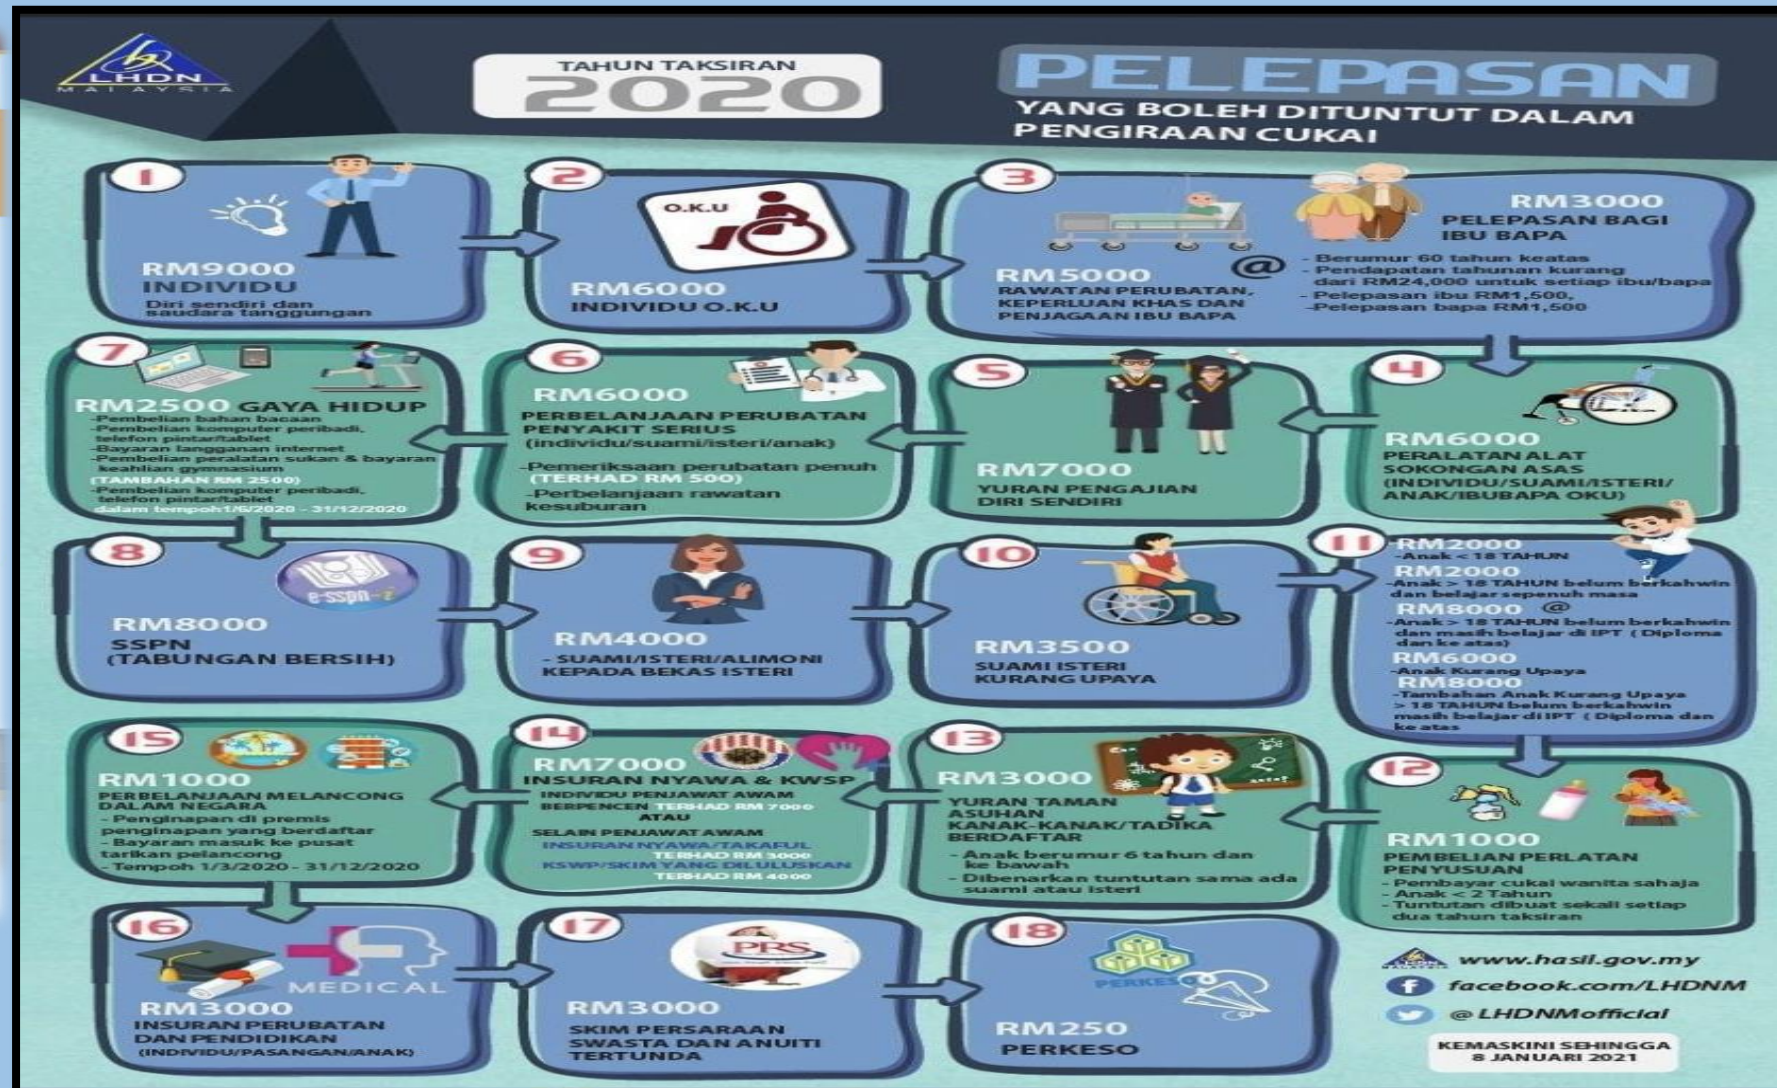 LHDN
MALAYSIA
TAHUN TAKSIRAN
2020
PELEPASAN
YANG BOLEH DITUNTUT DALAM
PENGIRAAN CUKAI
1
RM9000
INDIVIDU
Diri sendiri dan
saudara tanggungan
2
O.K.U
RM6000
INDIVIDU O.K.U
3
RM5000
RAWATAN PERUBATAN,
KEPERLUAN KHAS DAN
PENJAGAAN IBU BAPA
@
RM3000
PELEPASAN BAGI
IBU BAPA
- Berumur 60 tahun keatas
- Pendapatan tahunan kurang
dari RM24,000 untuk setiap ibu/bapa
- Pelepasan ibu RM1,500,
-Pelepasan bapa RM1,500
4
RM6000
PERALATAN ALAT
SOKONGAN ASAS
(INDIVIDU/SUAMI/ISTERI/
ANAK/IBUBAPA OKU)
5
RM7000
YURAN PENGAJIAN
DIRI SENDIRI
6
RM6000
PERBELANJAAN PERUBATAN
PENYAKIT SERIUS
(individu/suami/isteri/anak)
-Pemeriksaan perubatan penuh
(TERHAD RM 500)
-Perbelanjaan rawatan
kesuburan
7
RM2500 GAYA HIDUP
-Pembelian bahan bacaan
-Pembelian komputer peribadi,
telefon pintar/tablet
-Bayaran langganan internet
-Pembelian peralatan sukan & bayaran
keahlian gymnasium
(TAMBAHAN RM 2500)
-Pembelian komputer peribadi,
telefon pintar/tablet
dalam tempoh1/6/2020 - 31/12/2020
8
e-sspn-i
RM8000
SSPN
(TABUNGAN BERSIH)
9
RM4000
- SUAMI/ISTERI/ALIMONI
KEPADA BEKAS ISTERI
10
RM3500
SUAMI ISTERI
KURANG UPAYA
11
RM2000
-Anak < 18 TAHUN
RM2000
-Anak > 18 TAHUN belum berkahwin
dan belajar sepenuh masa
RM8000 @
-Anak > 18 TAHUN belum berkahwin
dan masih belajar di IPT ( Diploma
dan ke atas)
RM6000
-Anak Kurang Upaya
RM8000
-Tambahan Anak Kurang Upaya
> 18 TAHUN belum berkahwin
masih belajar di IPT ( Diploma dan
ke atas
12
RM1000
PEMBELIAN PERLATAN
PENYUSUAN
- Pembayar cukai wanita sahaja
- Anak < 2 Tahun
- Tuntutan dibuat sekali setiap
dua tahun taksiran
13
RM3000
YURAN TAMAN
ASUHAN
KANAK-KANAK/TADIKA
BERDAFTAR
- Anak berumur 6 tahun dan
ke bawah
- Dibenarkan tuntutan sama ada
suami atau isteri
14
RM7000
INSURAN NYAWA & KWSP
INDIVIDU PENJAWAT AWAM
BERPENCEN TERHAD RM 7000
ATAU
SELAIN PENJAWAT AWAM
INSURAN NYAWA/TAKAFUL
TERHAD RM 3000
KSWP/SKIM YANG DILULUSKAN
TERHAD RM 4000
15
RM1000
PERBELANJAAN MELANCONG
DALAM NEGARA
- Penginapan di premis
penginapan yang berdaftar
- Bayaran masuk ke pusat
tarikan pelancong
- Tempoh 1/3/2020 - 31/12/2020
16
MEDICAL
RM3000
INSURAN PERUBATAN
DAN PENDIDIKAN
(INDIVIDU/PASANGAN/ANAK)
17
PRS
RM3000
SKIM PERSARAAN
SWASTA DAN ANUITI
TERTUNDA
18
PERKESO
RM250
PERKESO
www.hasil.gov.my
facebook.com/LHDNM
@LHDNMofficial
KEMASKINI SEHINGGA
8 JANUARI 2021